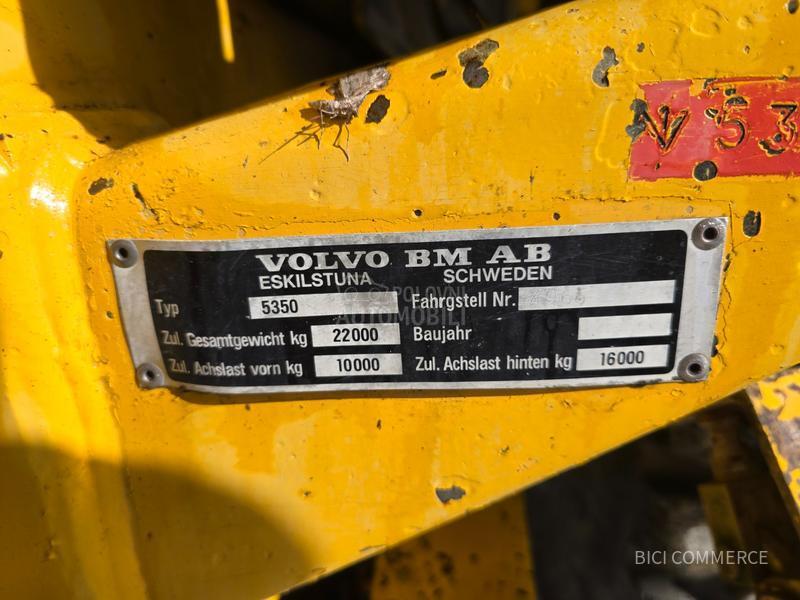 V 53
VOLVO BM AB
ESKILSTUNA SCHWEDEN
POLOVNI
AUTOMOBILI
Typ 5350 Fahrgstell Nr.
Zul. Gesamtgewicht kg 22000 Baujahr
Zul. Achslast vorn kg 10000 Zul. Achslast hinten kg 16000
BICI COMMERCE